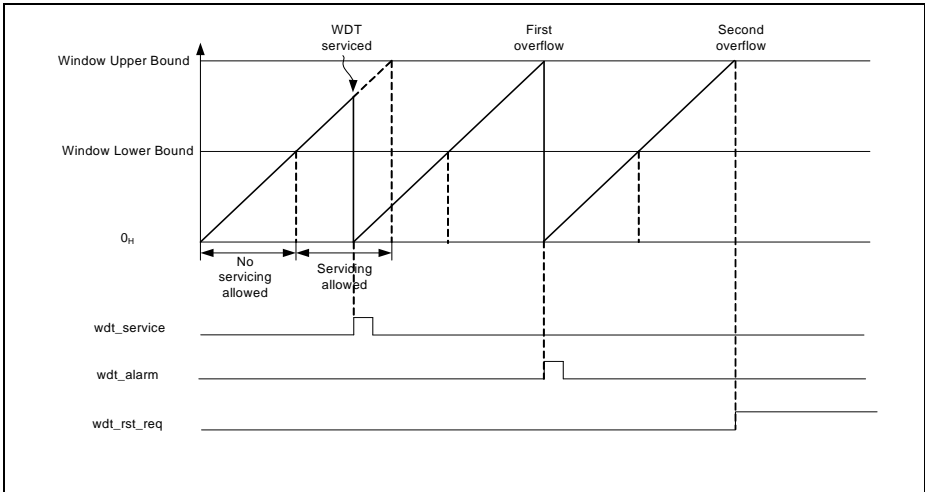 WDT
serviced
First
overflow
Second
overflow
Window Upper Bound
Window Lower Bound
0H
No
servicing
allowed
Servicing
allowed
wdt_service
wdt_alarm
wdt_rst_req